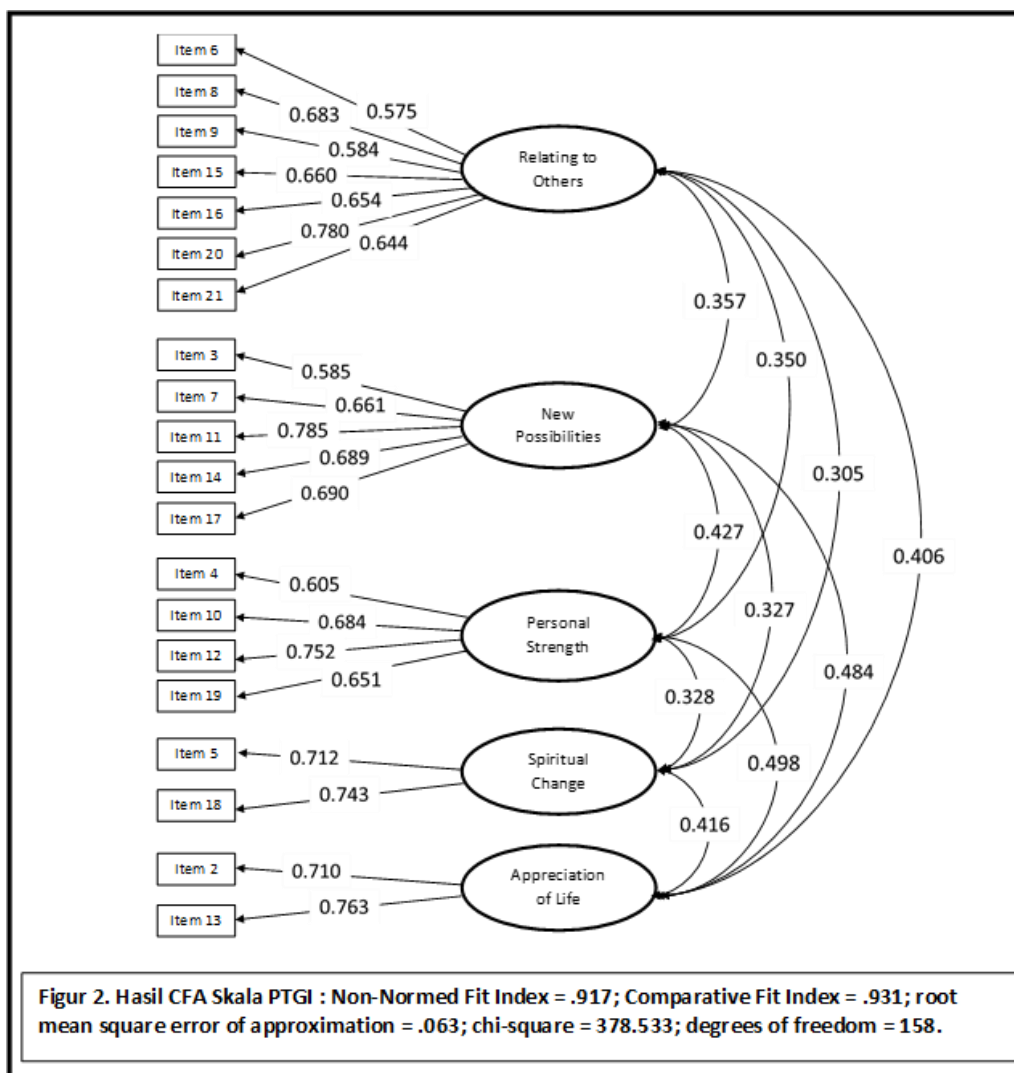 Item 6
Item 8
Item 9
Item 15
Item 16
Item 20
Item 21
0.575
0.683
0.584
0.660
0.654
0.780
0.644
Relating to
Others
Item 3
Item 7
Item 11
Item 14
Item 17
0.585
0.661
0.785
0.689
0.690
New
Possibilities
Item 4
Item 10
Item 12
Item 19
0.605
0.684
0.752
0.651
Personal
Strength
Item 5
Item 18
0.712
0.743
Spiritual
Change
Item 2
Item 13
0.710
0.763
Appreciation
of Life
0.357
0.350
0.305
0.406
0.427
0.327
0.484
0.328
0.498
0.416
Figur 2. Hasil CFA Skala PTGI : Non-Normed Fit Index = .917; Comparative Fit Index = .931; root
mean square error of approximation = .063; chi-square = 378.533; degrees of freedom = 158.